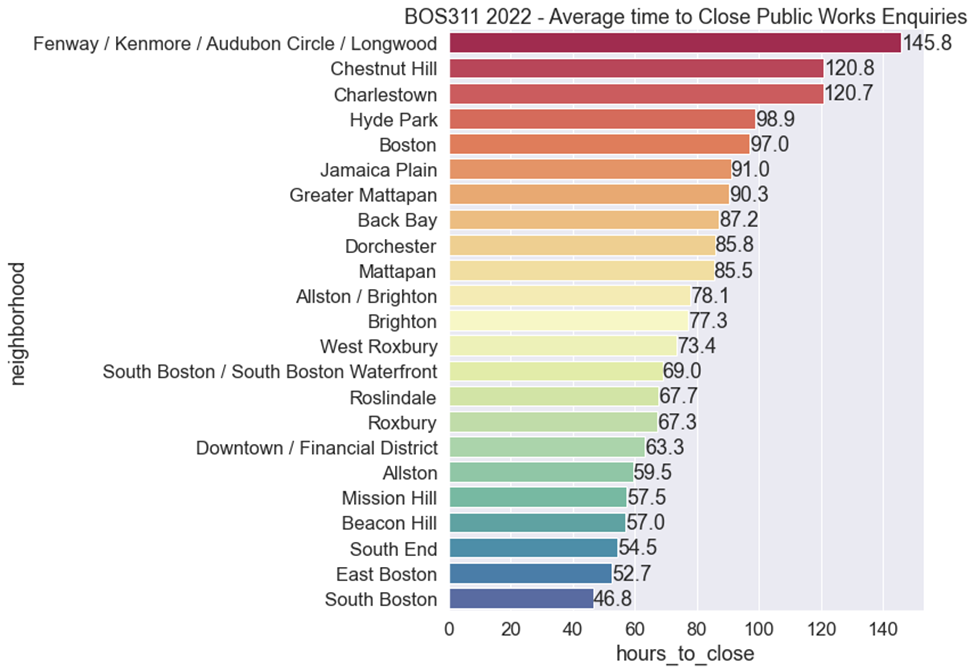 BOS311 2022 - Average time to Close Public Works Enquiries
neighborhood
Fenway / Kenmore / Audubon Circle / Longwood 145.8
Chestnut Hill 120.8
Charlestown 120.7
Hyde Park 98.9
Boston 97.0
Jamaica Plain 91.0
Greater Mattapan 90.3
Back Bay 87.2
Dorchester 85.8
Mattapan 85.5
Allston / Brighton 78.1
Brighton 77.3
West Roxbury 73.4
South Boston / South Boston Waterfront 69.0
Roslindale 67.7
Roxbury 67.3
Downtown / Financial District 63.3
Allston 59.5
Mission Hill 57.5
Beacon Hill 57.0
South End 54.5
East Boston 52.7
South Boston 46.8
0 20 40 60 80 100 120 140
hours_to_close